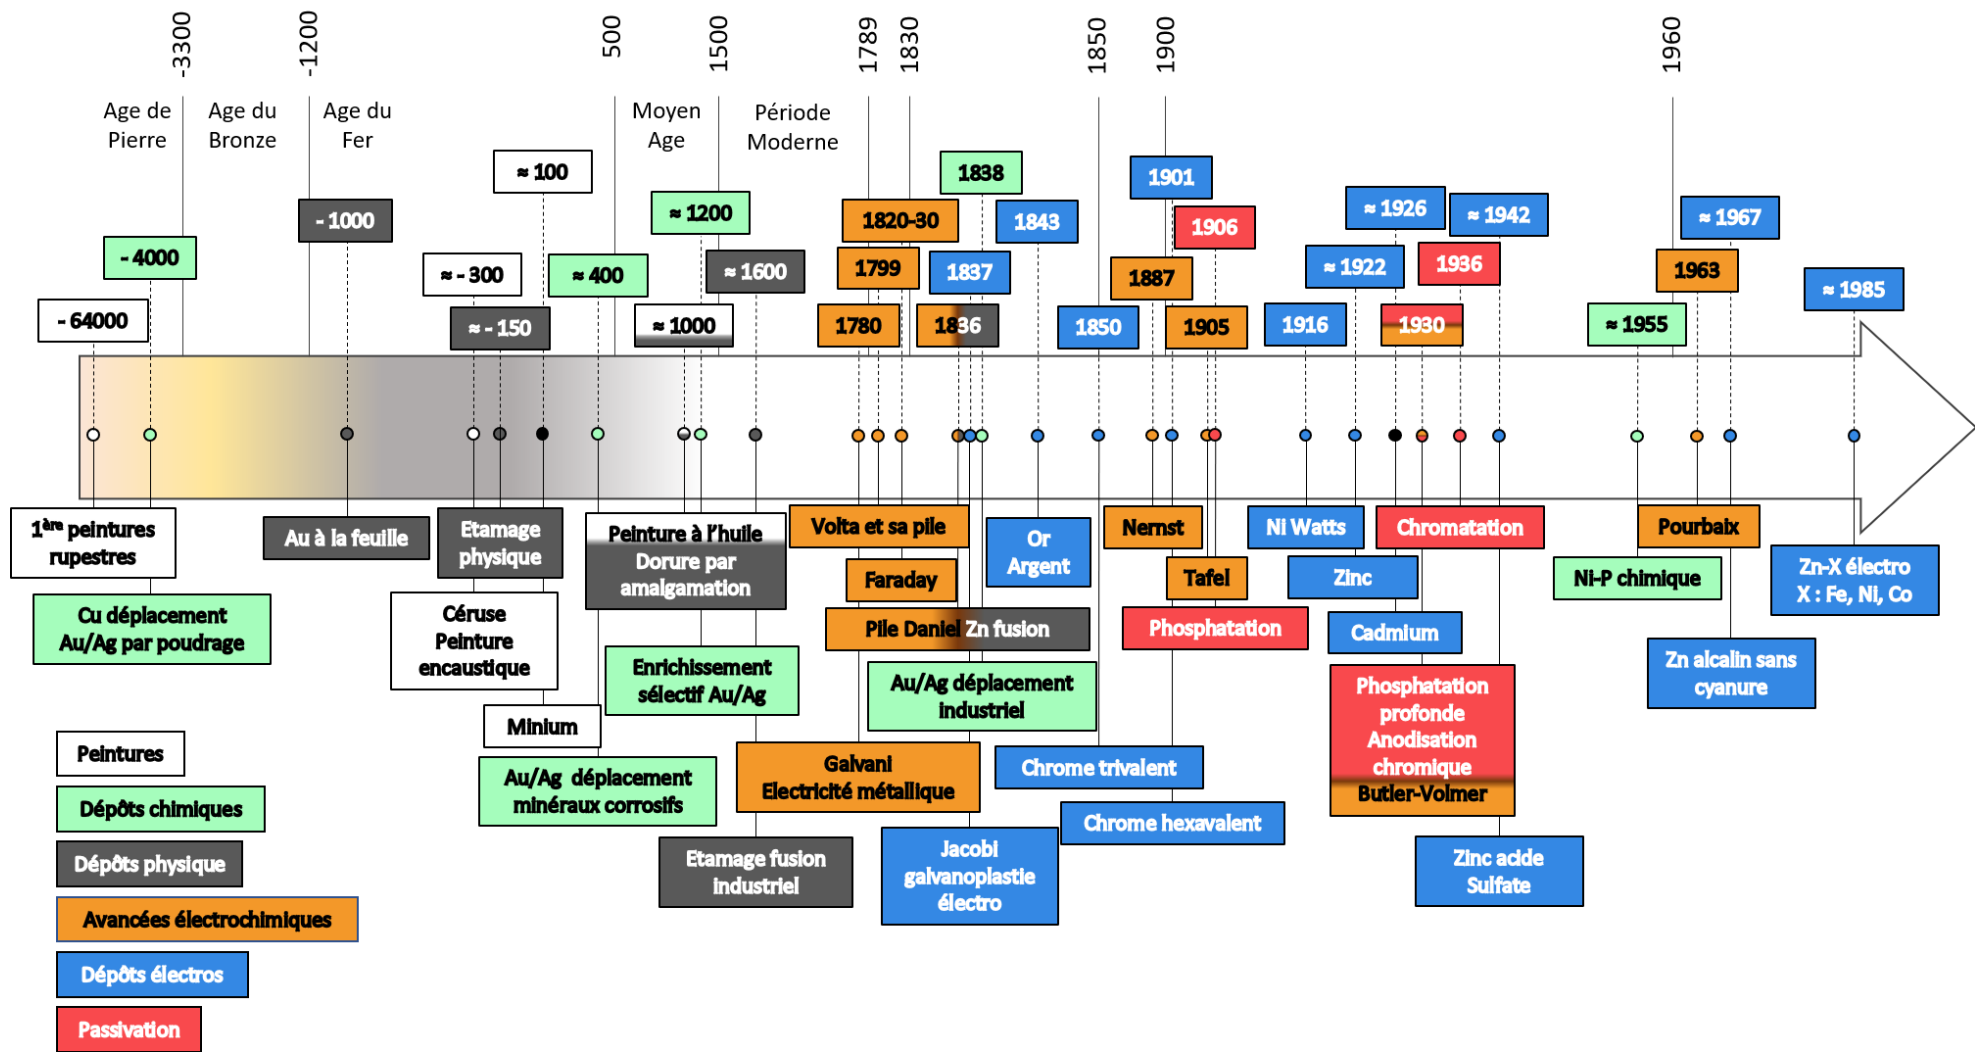 -3300
-1200
500
1500
1789
1830
1850
1900
1960
Age de
Pierre
Age du
Bronze
Age du
Fer
Moyen
Age
Période
Moderne
≈ 100
1838
1901
- 1000
≈ 1200
1820-30
1843
1906
≈ 1926
≈ 1942
≈ 1967
- 4000
≈ - 300
≈ 400
≈ 1600
1799
1837
1887
≈ 1922
1936
1963
≈ 1985
- 64000
≈ - 150
≈ 1000
1780
1836
1850
1905
1916
1930
≈ 1955
1ère peintures
rupestres
Au à la feuille
Etamage
physique
Peinture à l'huile
Dorure par
amalgamation
Volta et sa pile
Or
Argent
Nernst
Ni Watts
Chromatation
Pourbaix
Faraday
Tafel
Zinc
Ni-P chimique
Zn-X électro
X : Fe, Ni, Co
Cu déplacement
Au/Ag par poudrage
Céruse
Peinture
encaustique
Pile Daniel Zn fusion
Phosphatation
Cadmium
Enrichissement
sélectif Au/Ag
Au/Ag déplacement
industriel
Phosphatation
profonde
Anodisation
chromique
Butler-Volmer
Zn alcalin sans
cyanure
Minium
Au/Ag  déplacement
minéraux corrosifs
Galvani
Electricité métallique
Chrome trivalent
Chrome hexavalent
Etamage fusion
industriel
Jacobi
galvanoplastie
électro
Zinc acide
Sulfate
Peintures
Dépôts chimiques
Dépôts physique
Avancées électrochimiques
Dépôts électros
Passivation